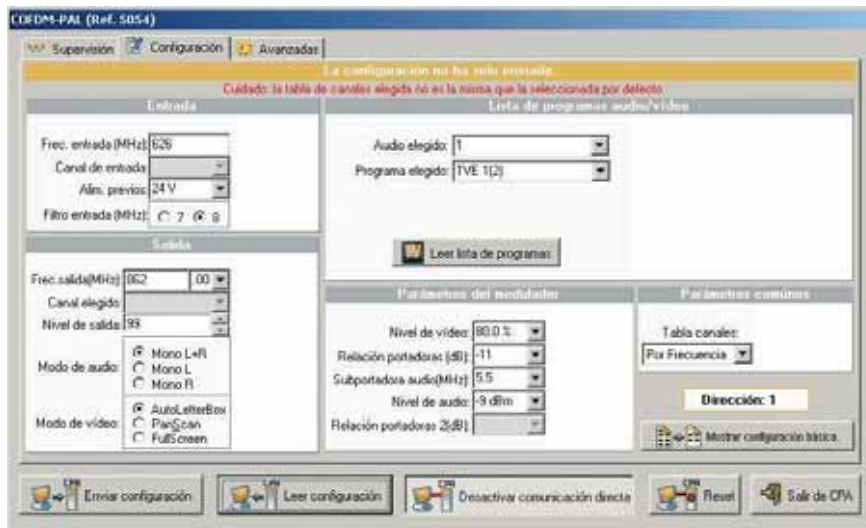 COFDM-PAL (Ref. 5054)
Supervisión Configuración Avanzadas
La configuración no ha sido enviada
Cuidado: la tabla de canales elegida no es la misma que la seleccionada por defecto
Entrada
Frec. entrada (MHz): 626
Canal de entrada:
Alim. previos: 24 V
Filtro entrada (MHz): 7 8
Salida
Frec.salida(MHz): 862 .00
Canal elegido:
Nivel de salida: 99
Modo de audio:
Mono L+R
Mono L
Mono R
Modo de vídeo:
AutoLetterBox
PanScan
FullScreen
Lista de programas audio/vídeo
Audio elegido: 1
Programa elegido: TVE 1(2)
Leer lista de programas
Parámetros del modulador
Nivel de vídeo: 80.0 %
Relación portadoras (dB): -11
Subportadora audio(MHz): 5.5
Nivel de audio: -9 dBm
Relación portadoras 2(dB):
Parámetros comúnos
Tabla canales:
Por Frecuencia
Dirección: 1
Mostrar configuración básica
CPA Enviar configuración
CPA Leer configuración
CPA Desactivar comunicación directa
CPA Reset
Salir de CPA